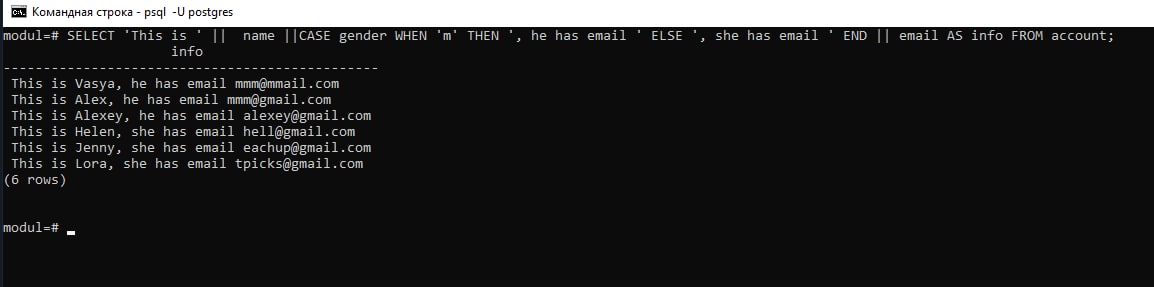 Командная строка - psql -U postgres
modul=# SELECT 'This is ' ||  name ||CASE gender WHEN 'm' THEN ', he has email ' ELSE ', she has email ' END || email AS info FROM account;
info
-----------------------------------------------
This is Vasya, he has email mmm@mmail.com
This is Alex, he has email mmm@gmail.com
This is Alexey, he has email alexey@gmail.com
This is Helen, she has email hell@gmail.com
This is Jenny, she has email eachup@gmail.com
This is Lora, she has email tpicks@gmail.com
(6 rows)
modul=#